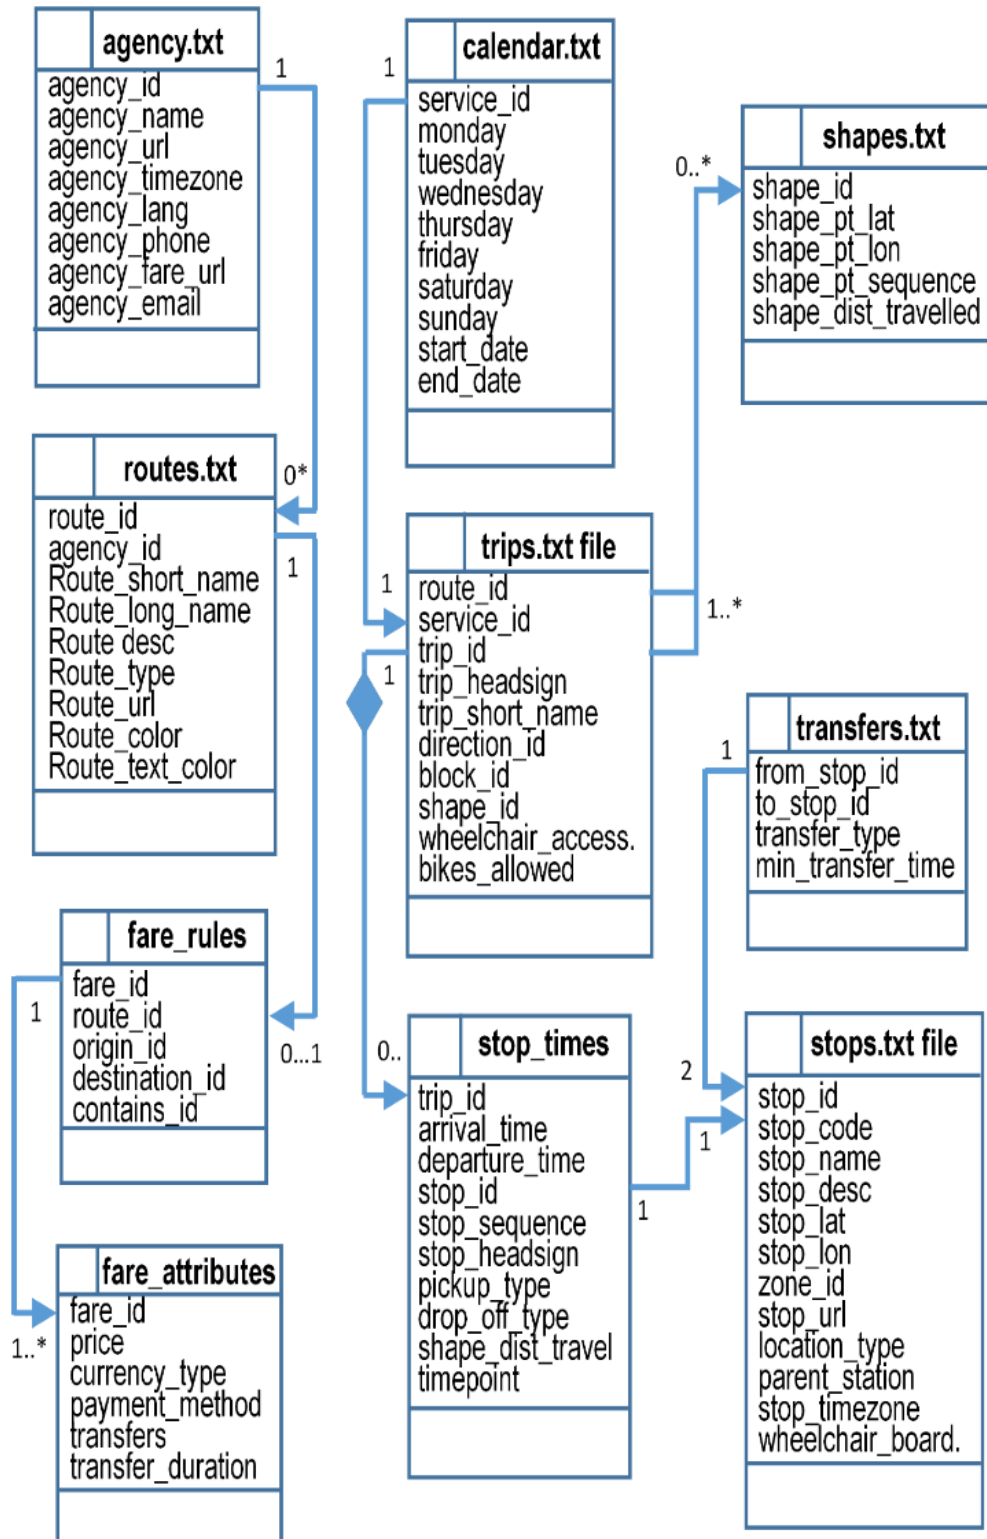 agency.txt
agency_id
agency_name
agency_url
agency_timezone
agency_lang
agency_phone
agency_fare_url
agency_email
1
calendar.txt
service_id
monday
tuesday
wednesday
thursday
friday
saturday
sunday
start_date
end_date
1
shapes.txt
shape_id
shape_pt_lat
shape_pt_lon
shape_pt_sequence
shape_dist_travelled
0..*
routes.txt
route_id
agency_id
Route_short_name
Route_long_name
Route desc
Route_type
Route_url
Route_color
Route_text_color
0*
1
trips.txt file
route_id
service_id
trip_id
trip_headsign
trip_short_name
direction_id
block_id
shape_id
wheelchair_access.
bikes_allowed
1
1
1..*
transfers.txt
from_stop_id
to_stop_id
transfer_type
min_transfer_time
1
fare_rules
fare_id
route_id
origin_id
destination_id
contains_id
1
0...1
stop_times
trip_id
arrival_time
departure_time
stop_id
stop_sequence
stop_headsign
pickup_type
drop_off_type
shape_dist_travel
timepoint
0..
1
stops.txt file
stop_id
stop_code
stop_name
stop_desc
stop_lat
stop_lon
zone_id
stop_url
location_type
parent_station
stop_timezone
wheelchair_board.
2
1
fare_attributes
fare_id
price
currency_type
payment_method
transfers
transfer_duration
1..*